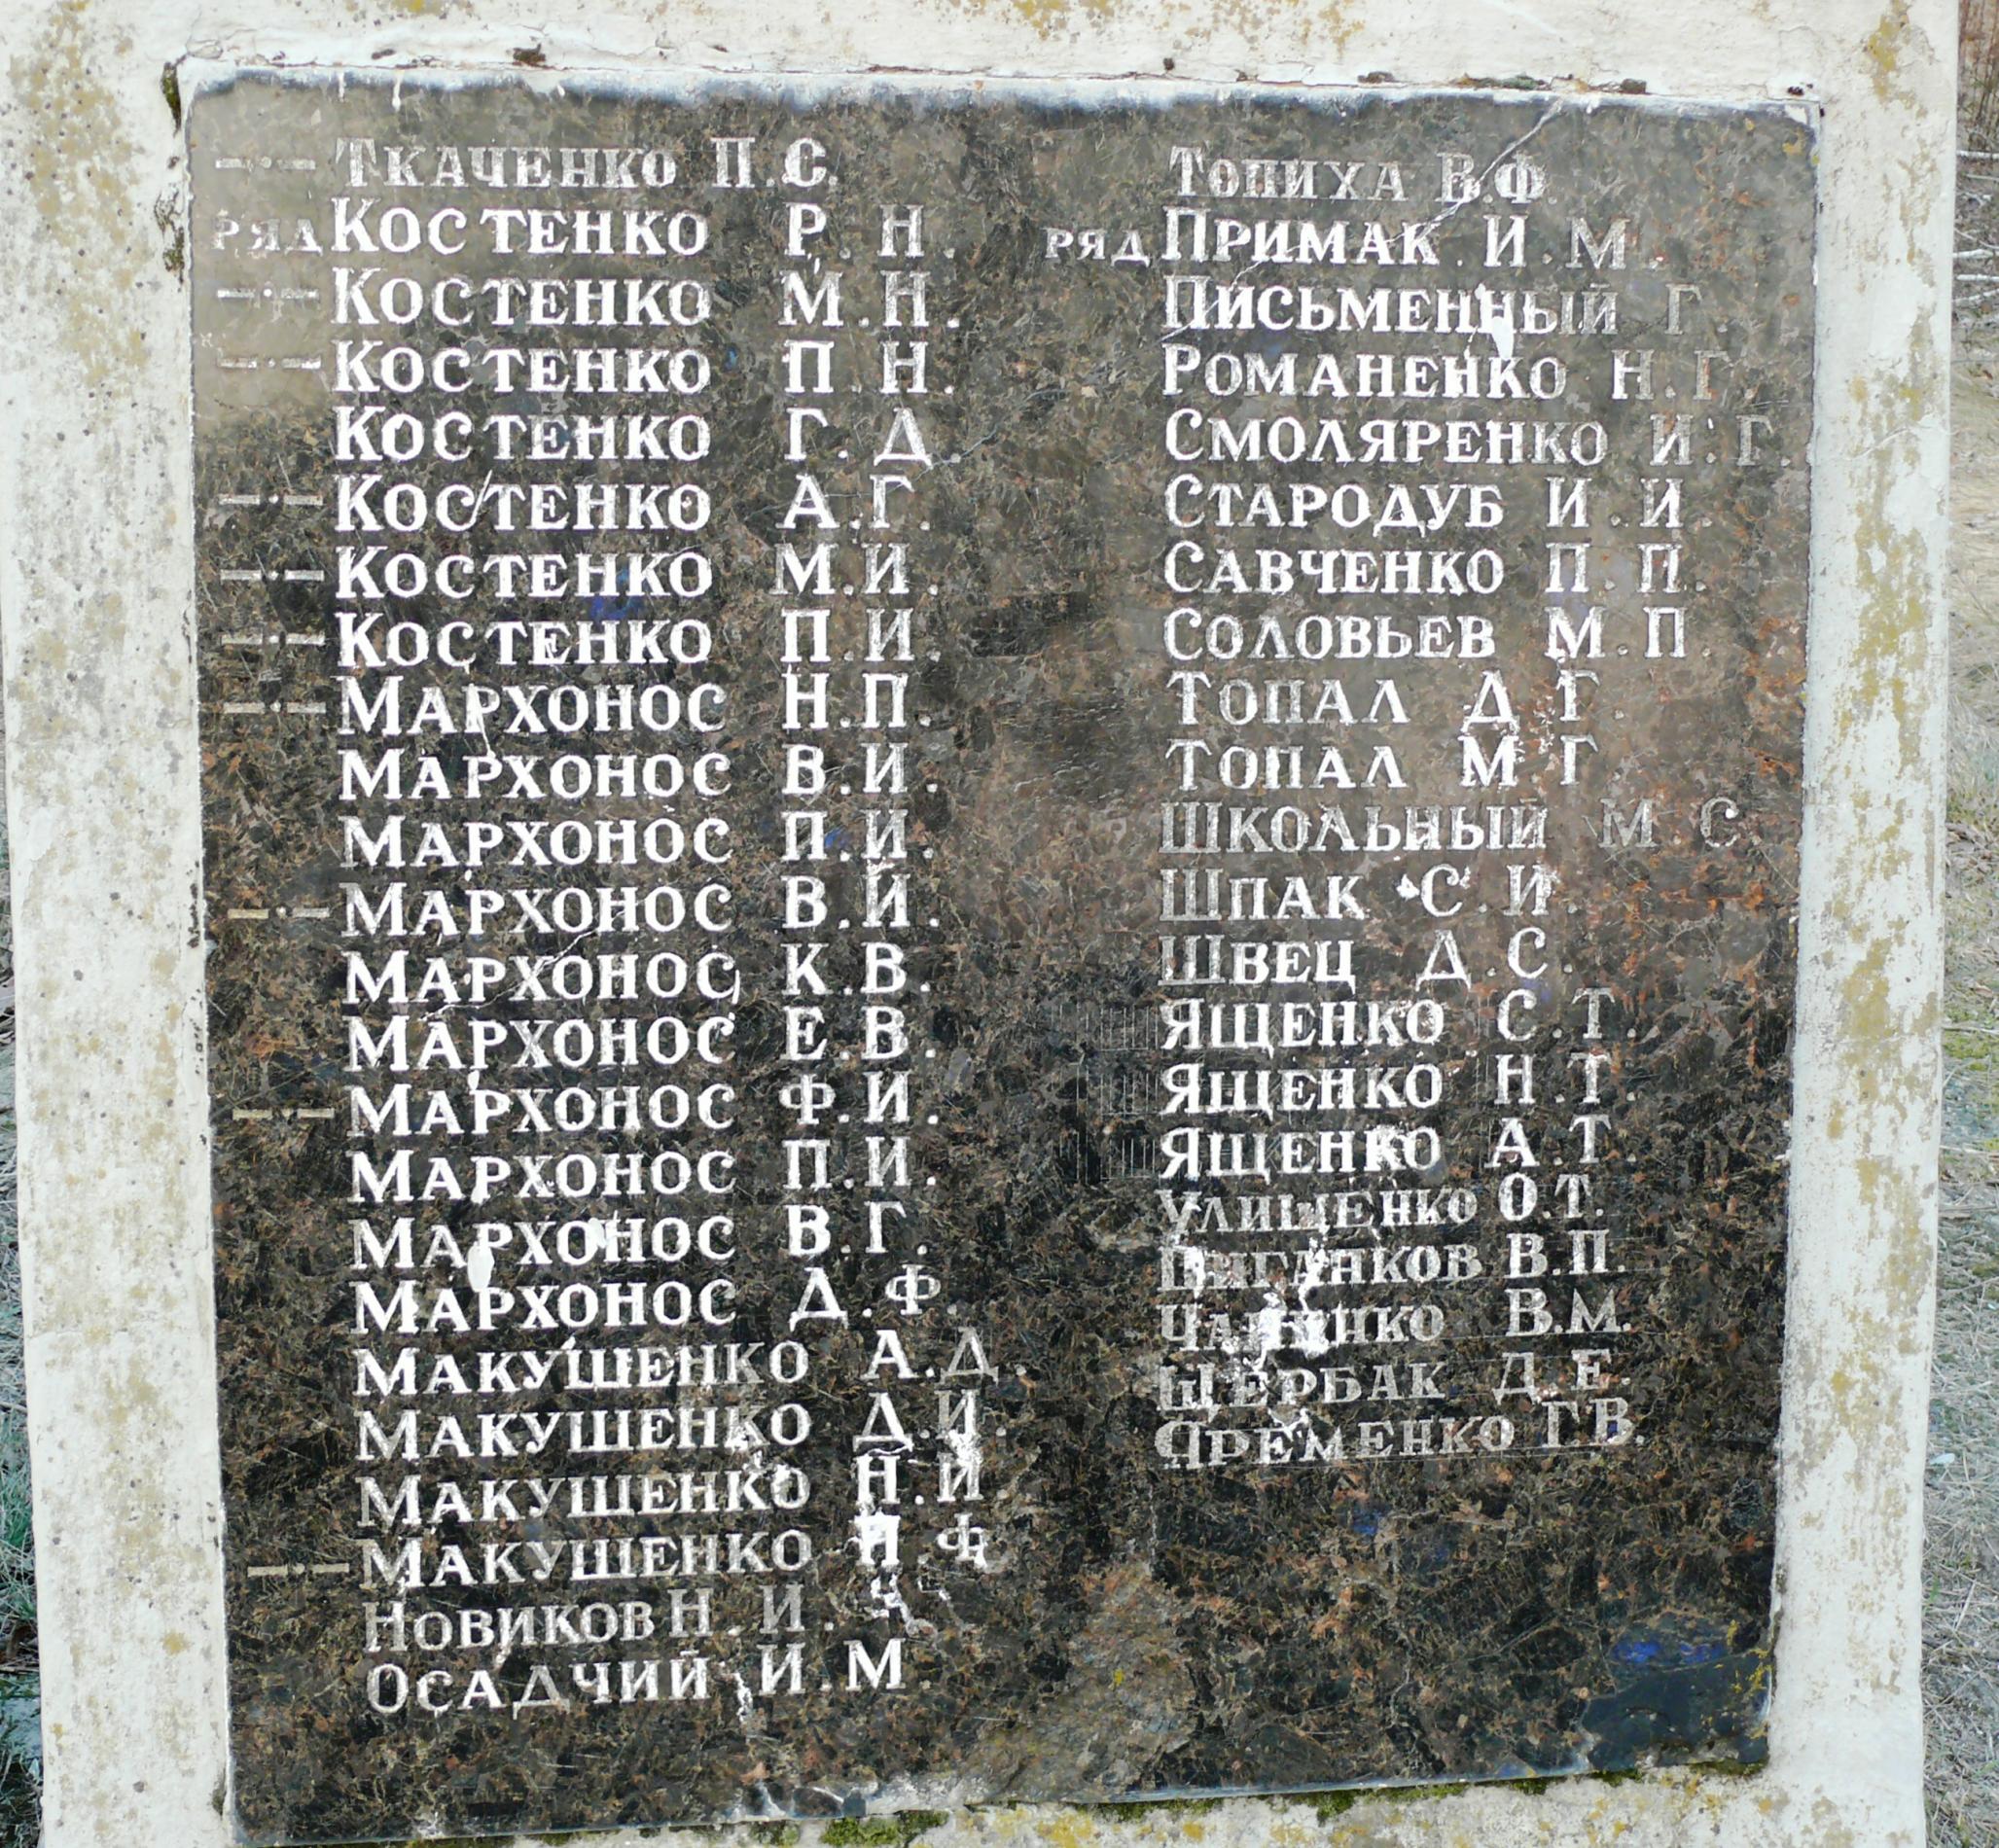 -·- Ткаченко П.С.
ряд Костенко Р.Н.
-·- Костенко М.Н.
-·- Костенко П.Н.
Костенко Г.Д.
-·- Костенко А.Г.
-·- Костенко М.И.
-·- Костенко П.И.
-·- Мархонос Н.П.
Мархонос В.И.
Мархонос П.И.
-·- Мархонос В.И.
Мархонос К.В.
Мархонос Е.В.
-·- Мархонос Ф.И.
Мархонос П.И.
Мархонос В.Г.
Мархонос Д.Ф.
Макушенко А.Д.
Макушенко Д.И.
Макушенко Н.И
-·- Макушенко Ф
Новиков Н.И.
Осадчий И.М.
Топиха В.Ф.
ряд Примак И.М.
Письменный Г.
Романенко Н.Г.
Смоляренко И.Г.
Стародуб И.И.
Савченко П.П.
Соловьев М.П.
Топал Д.Г.
Топал М.Г.
Школьный М.С.
Шпак С.И.
Швец Д.С.
Ященко С.Т.
Ященко Н.Т.
Ященко А.Т.
Улищенко О.Т.
В.П.
В.М.
Щербак Д.Е.
Яременко Г.В.